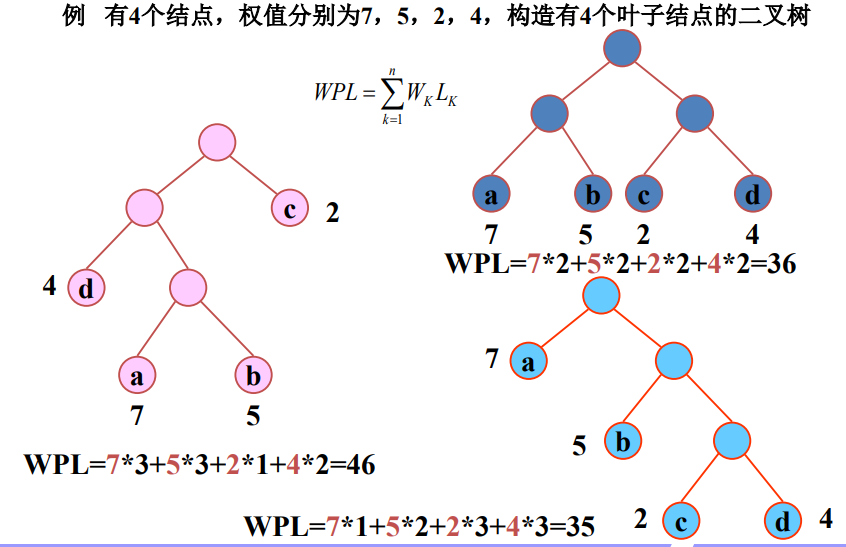 例 有4个结点，权值分别为7，5，2，4，构造有4个叶子结点的二叉树
WPL=∑_{k=1}^{n}W_K L_K
c 2
4 d
a b
7 5
WPL=7*3+5*3+2*1+4*2=46
a b c d
7 5 2 4
WPL=7*2+5*2+2*2+4*2=36
7 a
5 b
2 c d 4
WPL=7*1+5*2+2*3+4*3=35